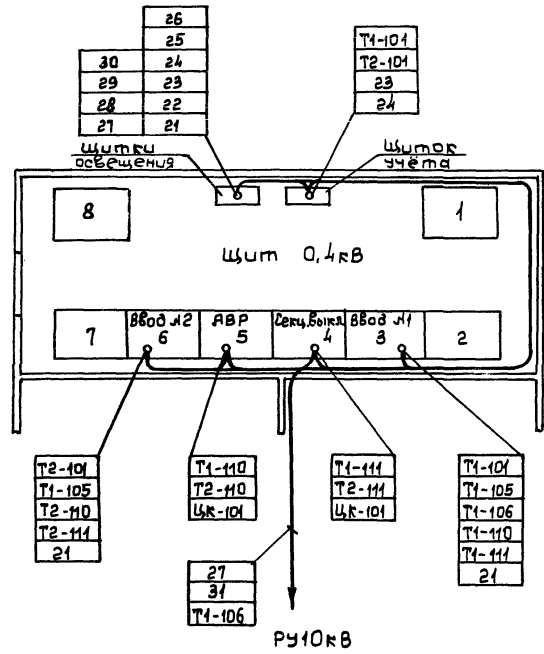 26
25
30 24
29 23
28 22
27 21
Т1-101
Т2-101
23
24
Щитки
освещения
Щиток
учёта
8
1
Щит 0,4кВ
7
Ввод №2
6
АВР
5
Секц.выкл
4
Ввод №1
3
2
Т2-101
Т1-105
Т2-110
Т2-111
21
Т1-110
Т2-110
ЦК-101
Т1-111
Т2-111
ЦК-101
Т1-101
Т1-105
Т1-106
Т1-110
Т1-111
21
27
31
Т1-106
РУ10кВ